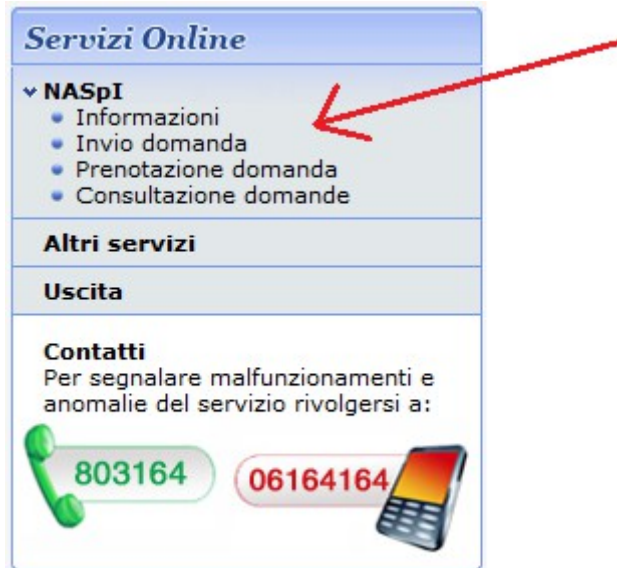 Servizi Online
NASpI
Informazioni
Invio domanda
Prenotazione domanda
Consultazione domande
Altri servizi
Uscita
Contatti
Per segnalare malfunzionamenti e
anomalie del servizio rivolgersi a:
803164
06164164